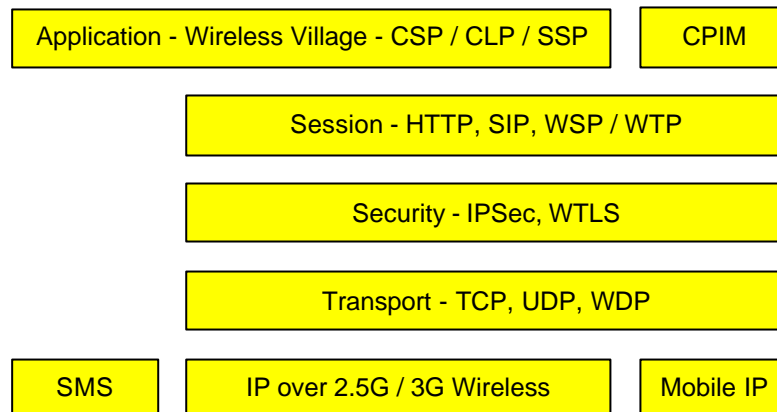 Application - Wireless Village - CSP / CLP / SSP
CPIM
Session - HTTP, SIP, WSP / WTP
Security - IPSec, WTLS
Transport - TCP, UDP, WDP
SMS
IP over 2.5G / 3G Wireless
Mobile IP